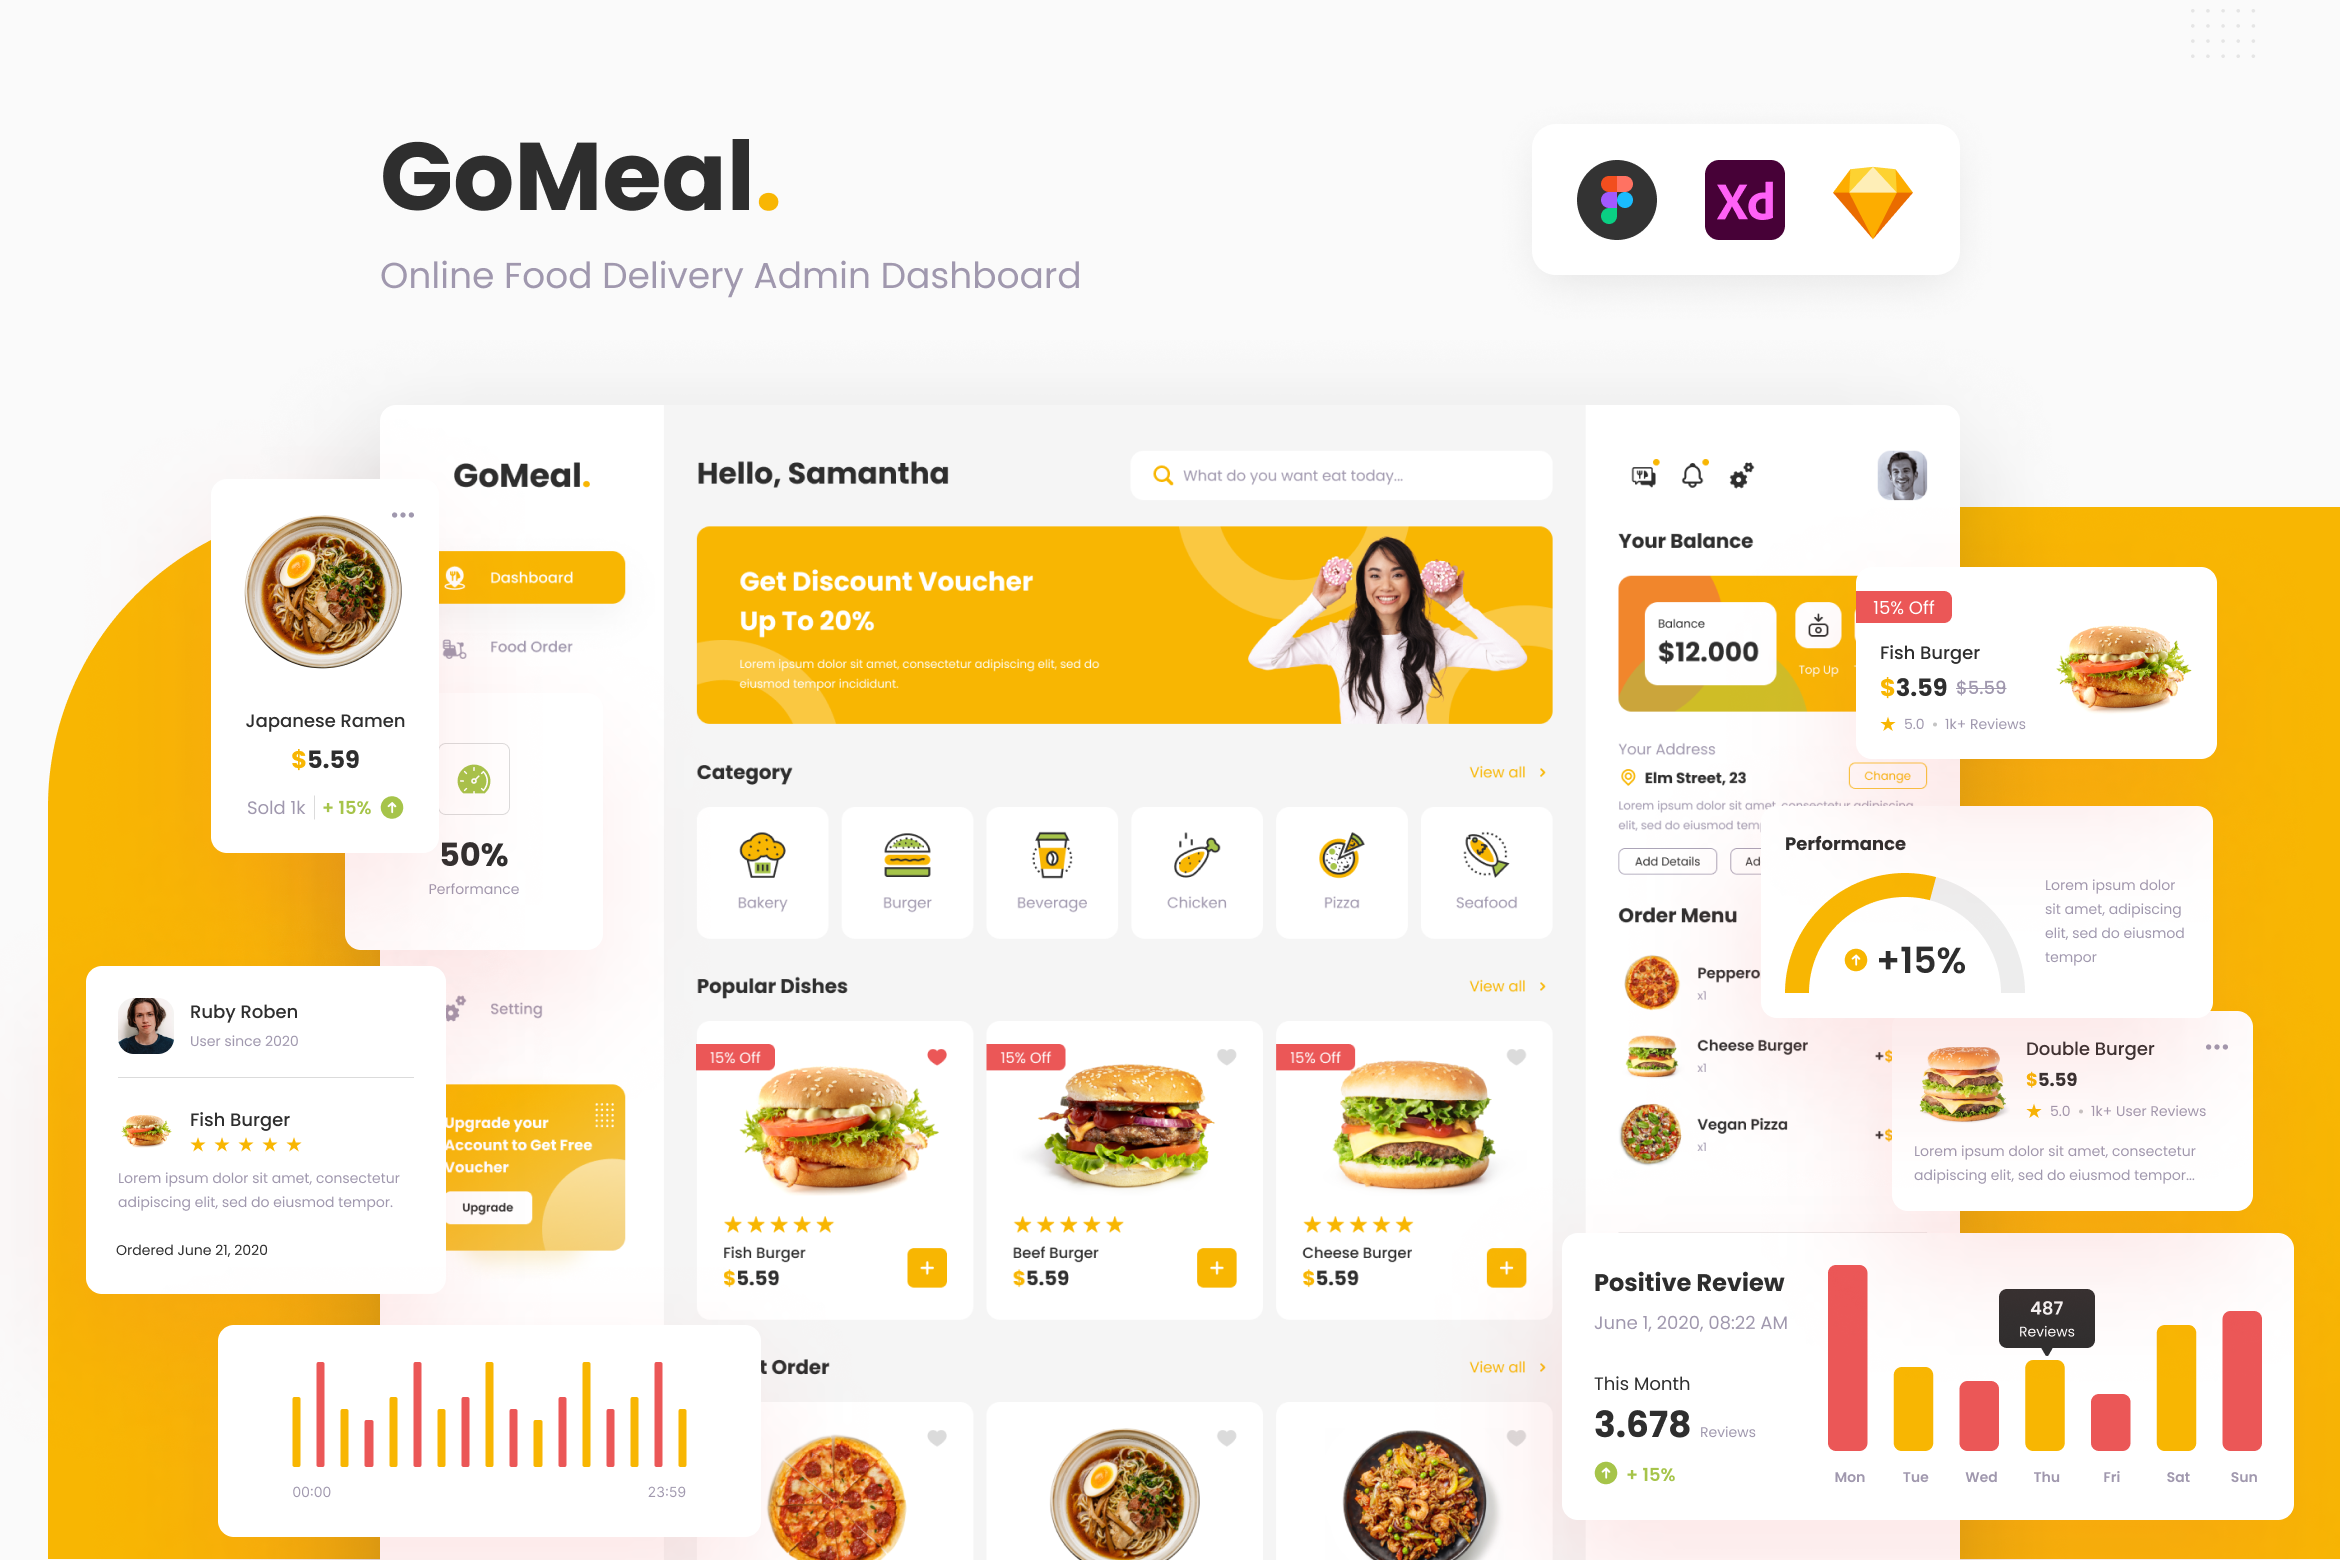 GoMeal.
Online Food Delivery Admin Dashboard
Xd
GoMeal.
Dashboard
Food Order
Japanese Ramen
$5.59
Sold 1k
+ 15%
50%
Performance
Setting
Ruby Roben
User since 2020
Fish Burger
Lorem ipsum dolor sit amet, consectetur
adipiscing elit, sed do eiusmod tempor.
Ordered June 21, 2020
Upgrade your
Account to Get Free
Voucher
Upgrade
00:00
23:59
Hello, Samantha
What do you want eat today...
Get Discount Voucher
Up To 20%
Lorem ipsum dolor sit amet, consectetur adipiscing elit, sed do
eiusmod tempor incididunt.
Category
View all
Bakery
Burger
Beverage
Chicken
Pizza
Seafood
Popular Dishes
View all
15% Off
Fish Burger
$5.59
15% Off
Beef Burger
$5.59
15% Off
Cheese Burger
$5.59
t Order
View all
Your Balance
Balance
$12.000
Top Up
15% Off
Fish Burger
$3.59 $5.59
5.0 • 1k+ Reviews
Your Address
Elm Street, 23
Change
Lorem ipsum dolor sit amet, consectetur adipiscing
elit, sed do eiusmod tem
Add Details
Ad
Performance
+15%
Lorem ipsum dolor
sit amet, adipiscing
elit, sed do eiusmod
tempor
Order Menu
Peppero
x1
Cheese Burger
x1
+$
Vegan Pizza
x1
+$
Double Burger
$5.59
5.0 • 1k+ User Reviews
Lorem ipsum dolor sit amet, consectetur
adipiscing elit, sed do eiusmod tempor...
Positive Review
June 1, 2020, 08:22 AM
This Month
3.678 Reviews
+ 15%
487
Reviews
Mon
Tue
Wed
Thu
Fri
Sat
Sun